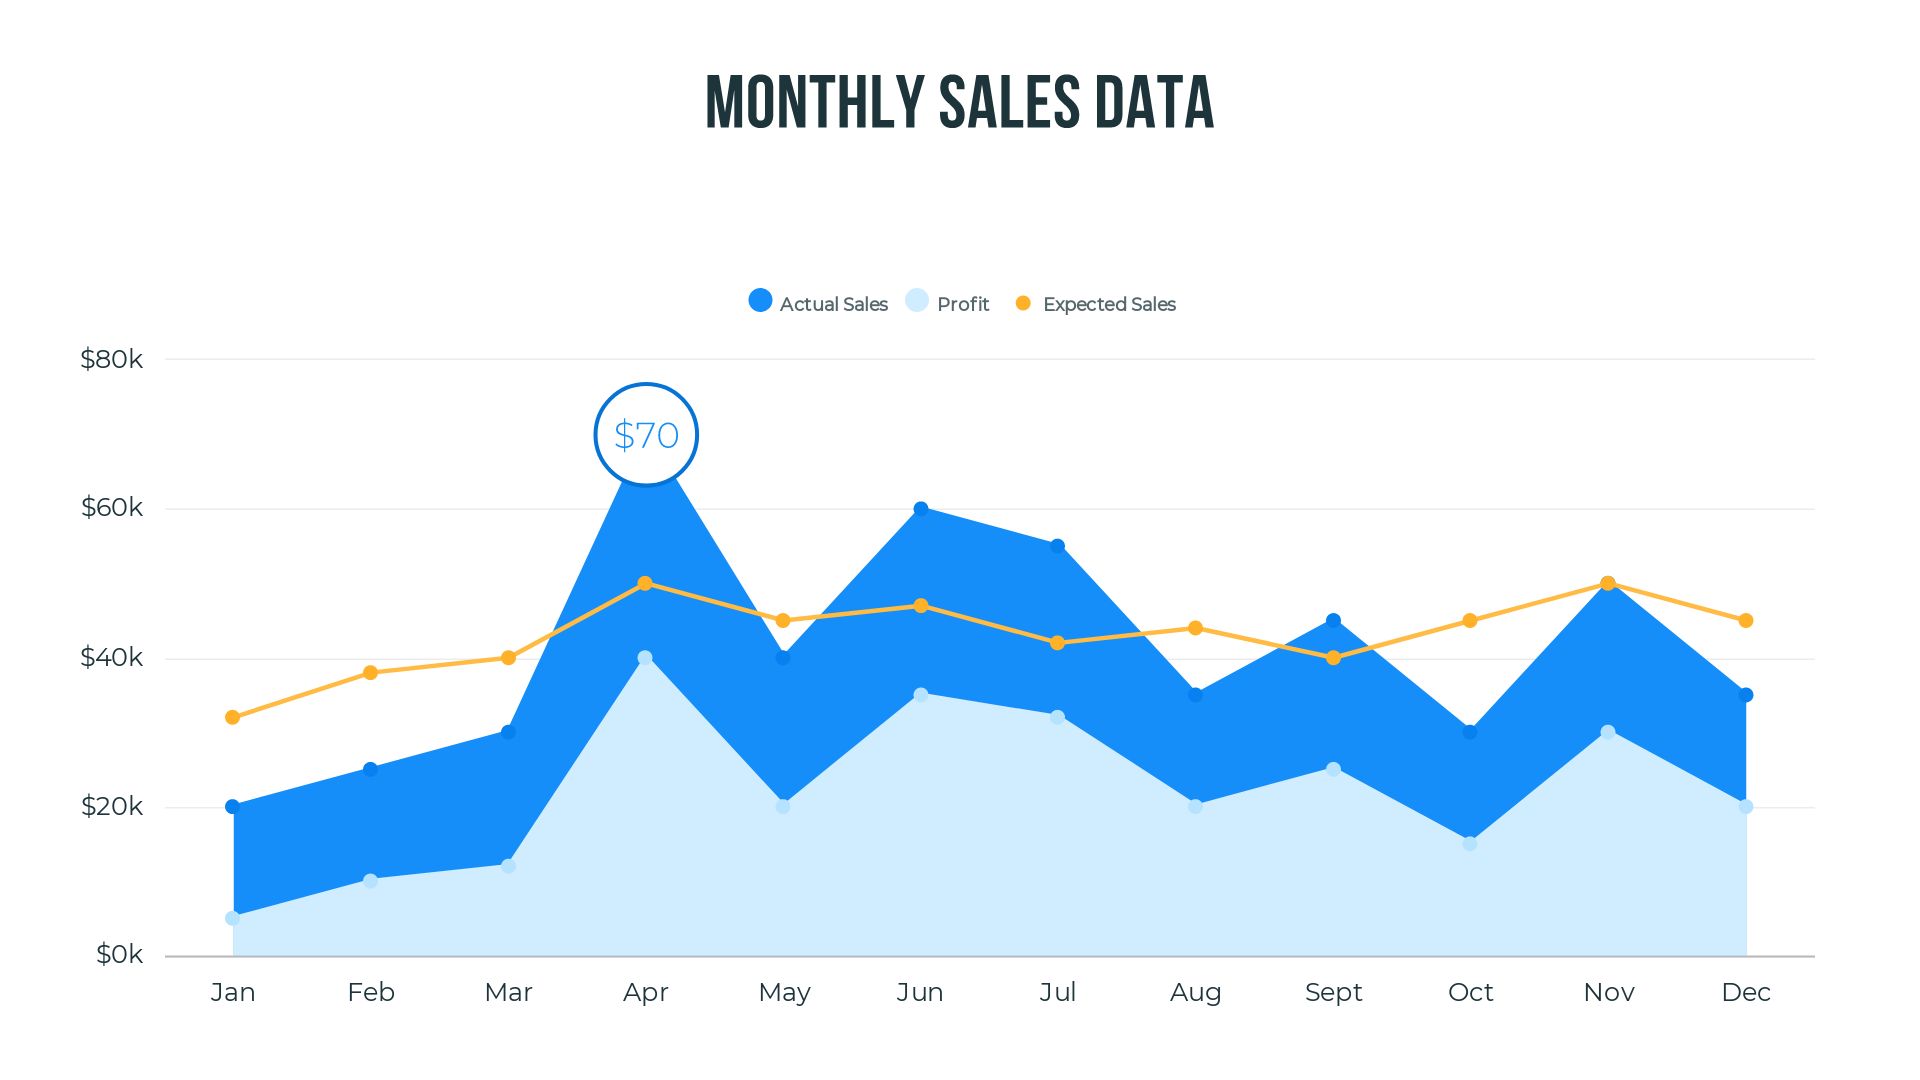 MONTHLY SALES DATA
Actual Sales Profit Expected Sales
$80k
$70
$60k
$40k
$20k
$0k
Jan Feb Mar Apr May Jun Jul Aug Sept Oct Nov Dec